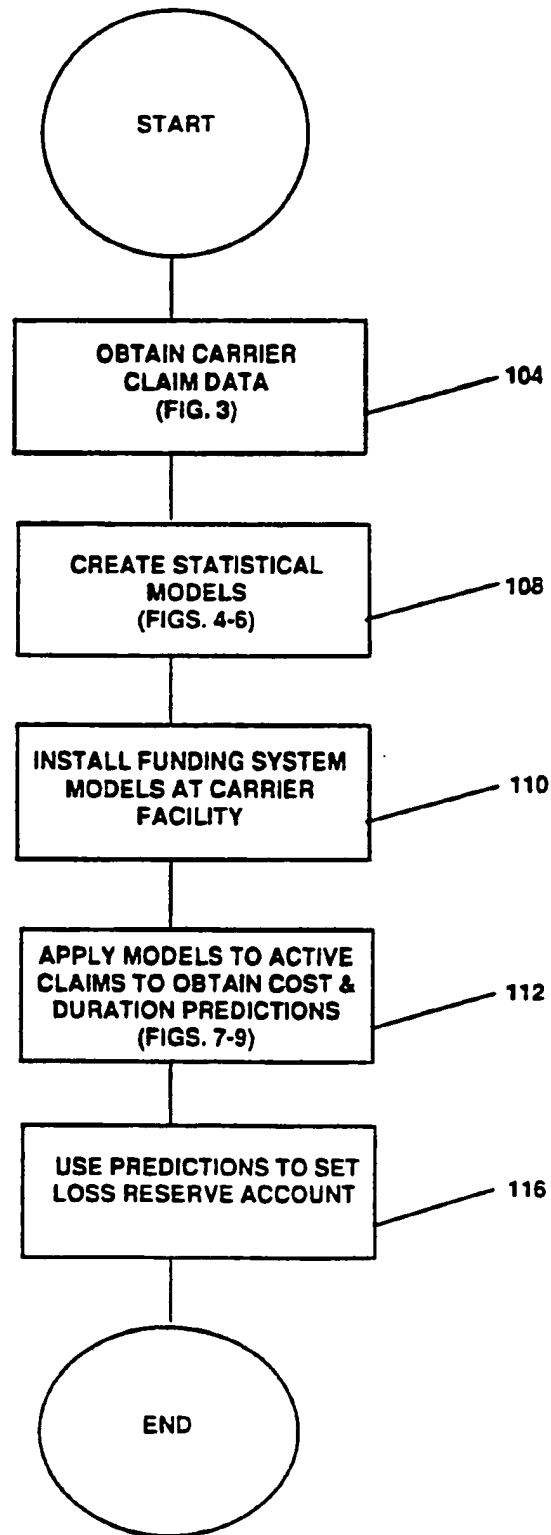 START
OBTAIN CARRIER
CLAIM DATA
(FIG. 3)
104
CREATE STATISTICAL
MODELS
(FIGS. 4-6)
108
INSTALL FUNDING SYSTEM
MODELS AT CARRIER
FACILITY
110
APPLY MODELS TO ACTIVE
CLAIMS TO OBTAIN COST &
DURATION PREDICTIONS
(FIGS. 7-9)
112
USE PREDICTIONS TO SET
LOSS RESERVE ACCOUNT
116
END